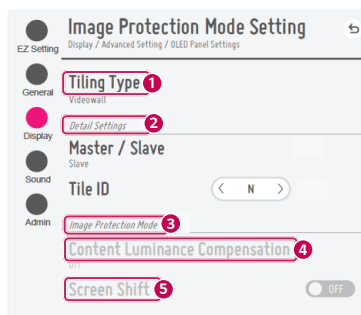 Image Protection Mode Setting
Display / Advanced Setting / OLED Panel Settings
EZ Setting
General
Display
Sound
Admin
Tiling Type 1
Videowall
Detail Settings 2
Master / Slave
Slave
Tile ID < N >
Image Protection Mode 3
Content Luminance Compensation 4
Off
Screen Shift 5 OFF